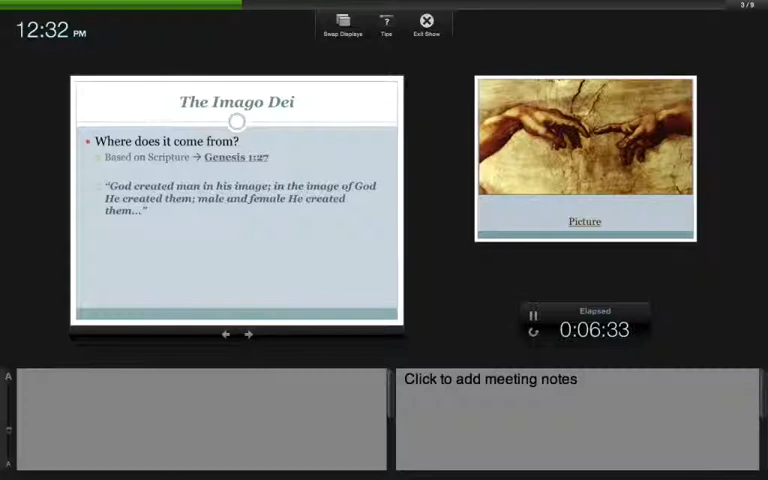 3 / 9
12:32 PM
Swap Displays
Tips
Exit Show
The Imago Dei
Where does it come from?
Based on Scripture → Genesis 1:27
“God created man in his image; in the image of God
He created them; male and female He created
them...”
Picture
Elapsed
0:06:33
A
A
Click to add meeting notes